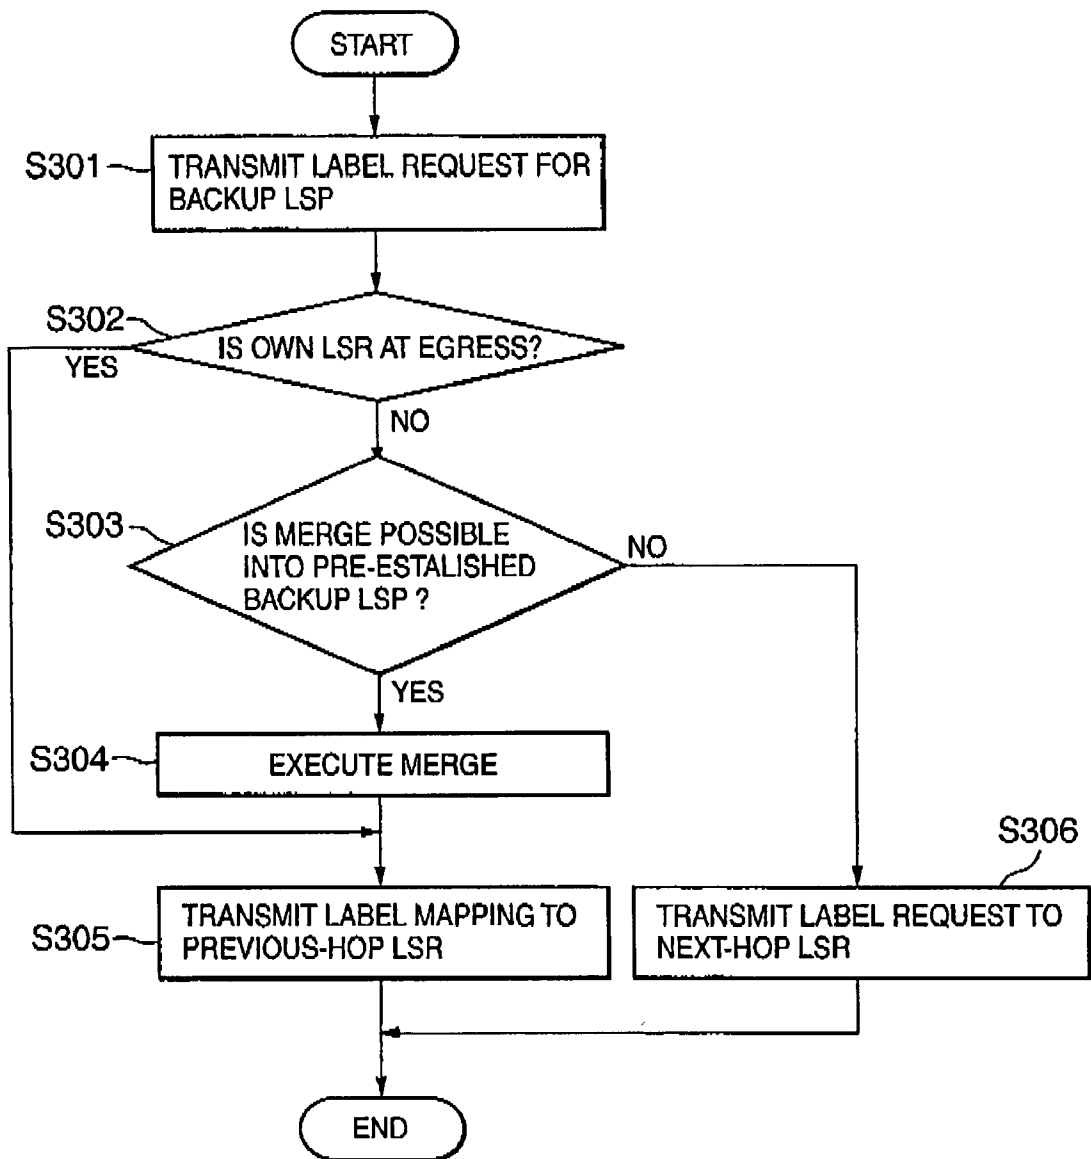 START
S301
TRANSMIT LABEL REQUEST FOR
BACKUP LSP
S302
IS OWN LSR AT EGRESS?
YES
NO
S303
IS MERGE POSSIBLE
INTO PRE-ESTALISHED
BACKUP LSP ?
NO
YES
S304
EXECUTE MERGE
S306
S305
TRANSMIT LABEL MAPPING TO
PREVIOUS-HOP LSR
TRANSMIT LABEL REQUEST TO
NEXT-HOP LSR
END